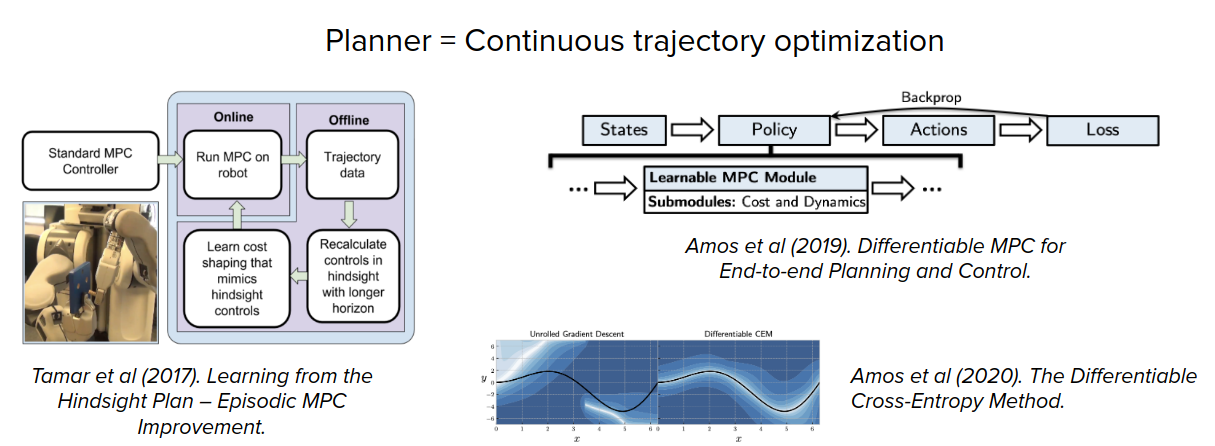 Planner = Continuous trajectory optimization
Standard MPC
Controller
Online
Run MPC on
robot
Offline
Trajectory
data
Learn cost
shaping that
mimics
hindsight
controls
Recalculate
controls in
hindsight
with longer
horizon
Tamar et al (2017). Learning from the
Hindsight Plan – Episodic MPC
Improvement.
Backprop
States
Policy
Actions
Loss
...
Learnable MPC Module
Submodules: Cost and Dynamics
...
Amos et al (2019). Differentiable MPC for
End-to-end Planning and Control.
Unrolled Gradient Descent
Differentiable CEM
y
6
4
2
0
−2
−4
−6
0 1 2 3 4 5 6
0 1 2 3 4 5 6
x
x
Amos et al (2020). The Differentiable
Cross-Entropy Method.